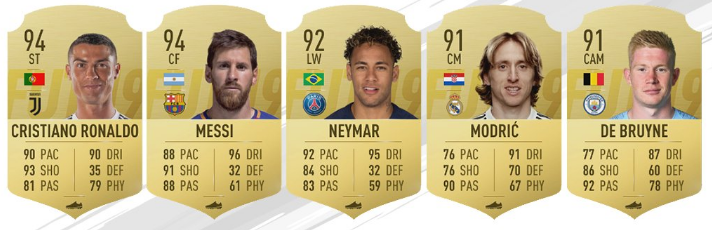 94
ST
CRISTIANO RONALDO
90 PAC 90 DRI
93 SHO 35 DEF
81 PAS 79 PHY
94
CF
MESSI
88 PAC 96 DRI
91 SHO 32 DEF
88 PAS 61 PHY
92
LW
NEYMAR
92 PAC 95 DRI
84 SHO 32 DEF
83 PAS 59 PHY
91
CM
MODRIĆ
76 PAC 91 DRI
76 SHO 70 DEF
90 PAS 67 PHY
91
CAM
DE BRUYNE
77 PAC 87 DRI
86 SHO 60 DEF
92 PAS 78 PHY